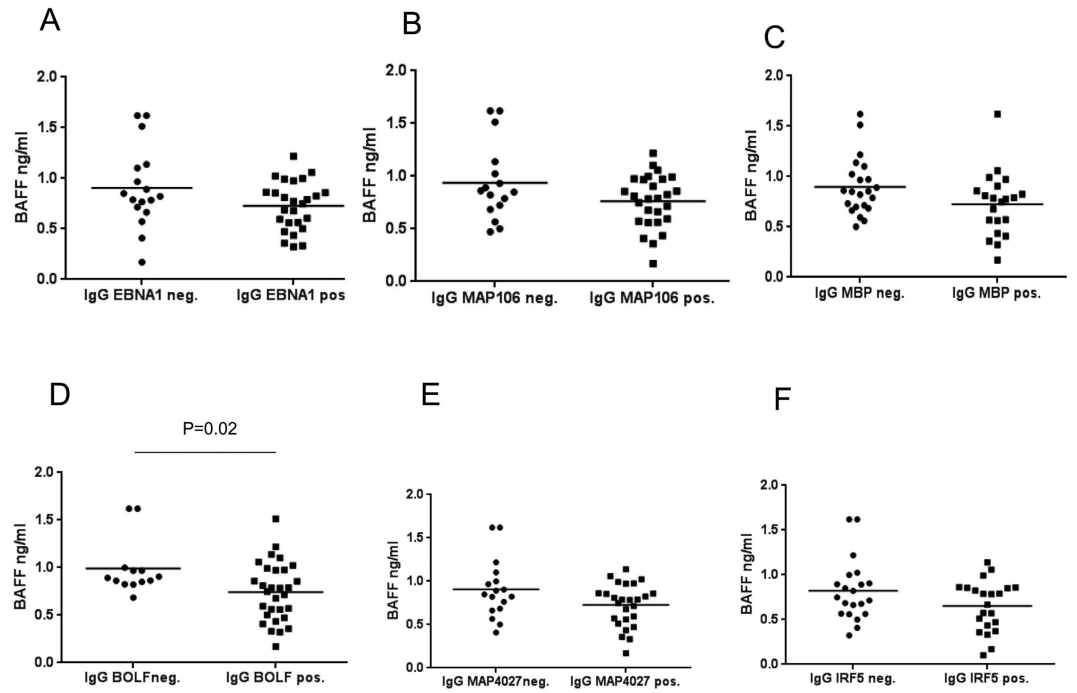 A
BAFF ng/ml
2.0
1.5
1.0
0.5
0.0
IgG EBNA1 neg. IgG EBNA1 pos
B
BAFF ng/ml
2.0
1.5
1.0
0.5
0.0
IgG MAP106 neg. IgG MAP106 pos.
C
BAFF ng/ml
2.0
1.5
1.0
0.5
0.0
IgG MBP neg. IgG MBP pos.
D
P=0.02
BAFF ng/ml
2.0
1.5
1.0
0.5
0.0
IgG BOLFneg. IgG BOLF pos.
E
BAFF ng/ml
2.0
1.5
1.0
0.5
0.0
IgG MAP4027neg. IgG MAP4027 pos.
F
BAFF ng/ml
2.0
1.5
1.0
0.5
0.0
IgG IRF5 neg. IgG IRF5 pos.